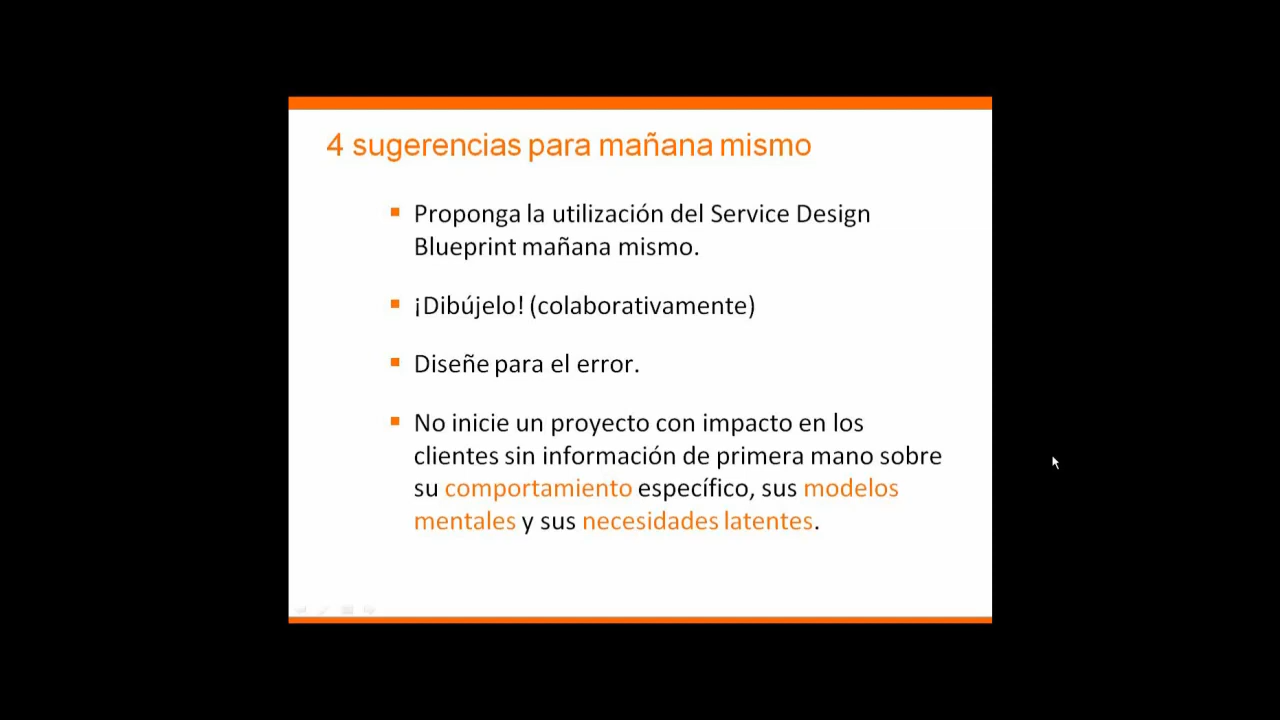 4 sugerencias para mañana mismo
Proponga la utilización del Service Design
Blueprint mañana mismo.
¡Dibújelo! (colaborativamente)
Diseñe para el error.
No inicie un proyecto con impacto en los
clientes sin información de primera mano sobre
su comportamiento específico, sus modelos
mentales y sus necesidades latentes.